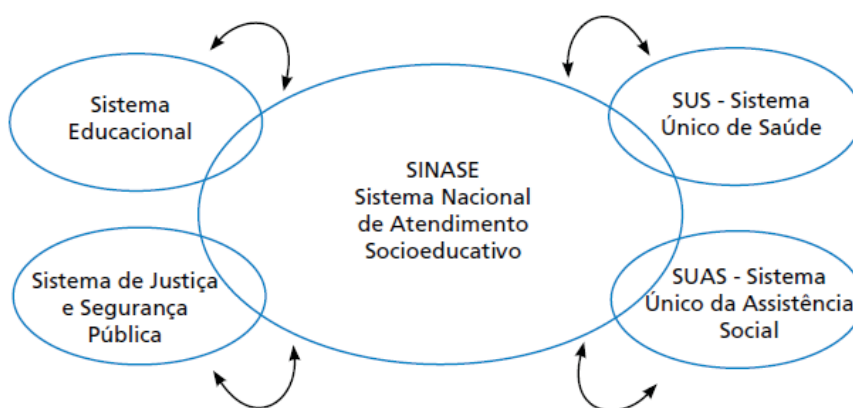 Sistema
Educacional
SUS - Sistema
Único de Saúde
SINASE
Sistema Nacional
de Atendimento
Socioeducativo
Sistema de Justiça
e Segurança
Pública
SUAS - Sistema
Único da Assistência
Social